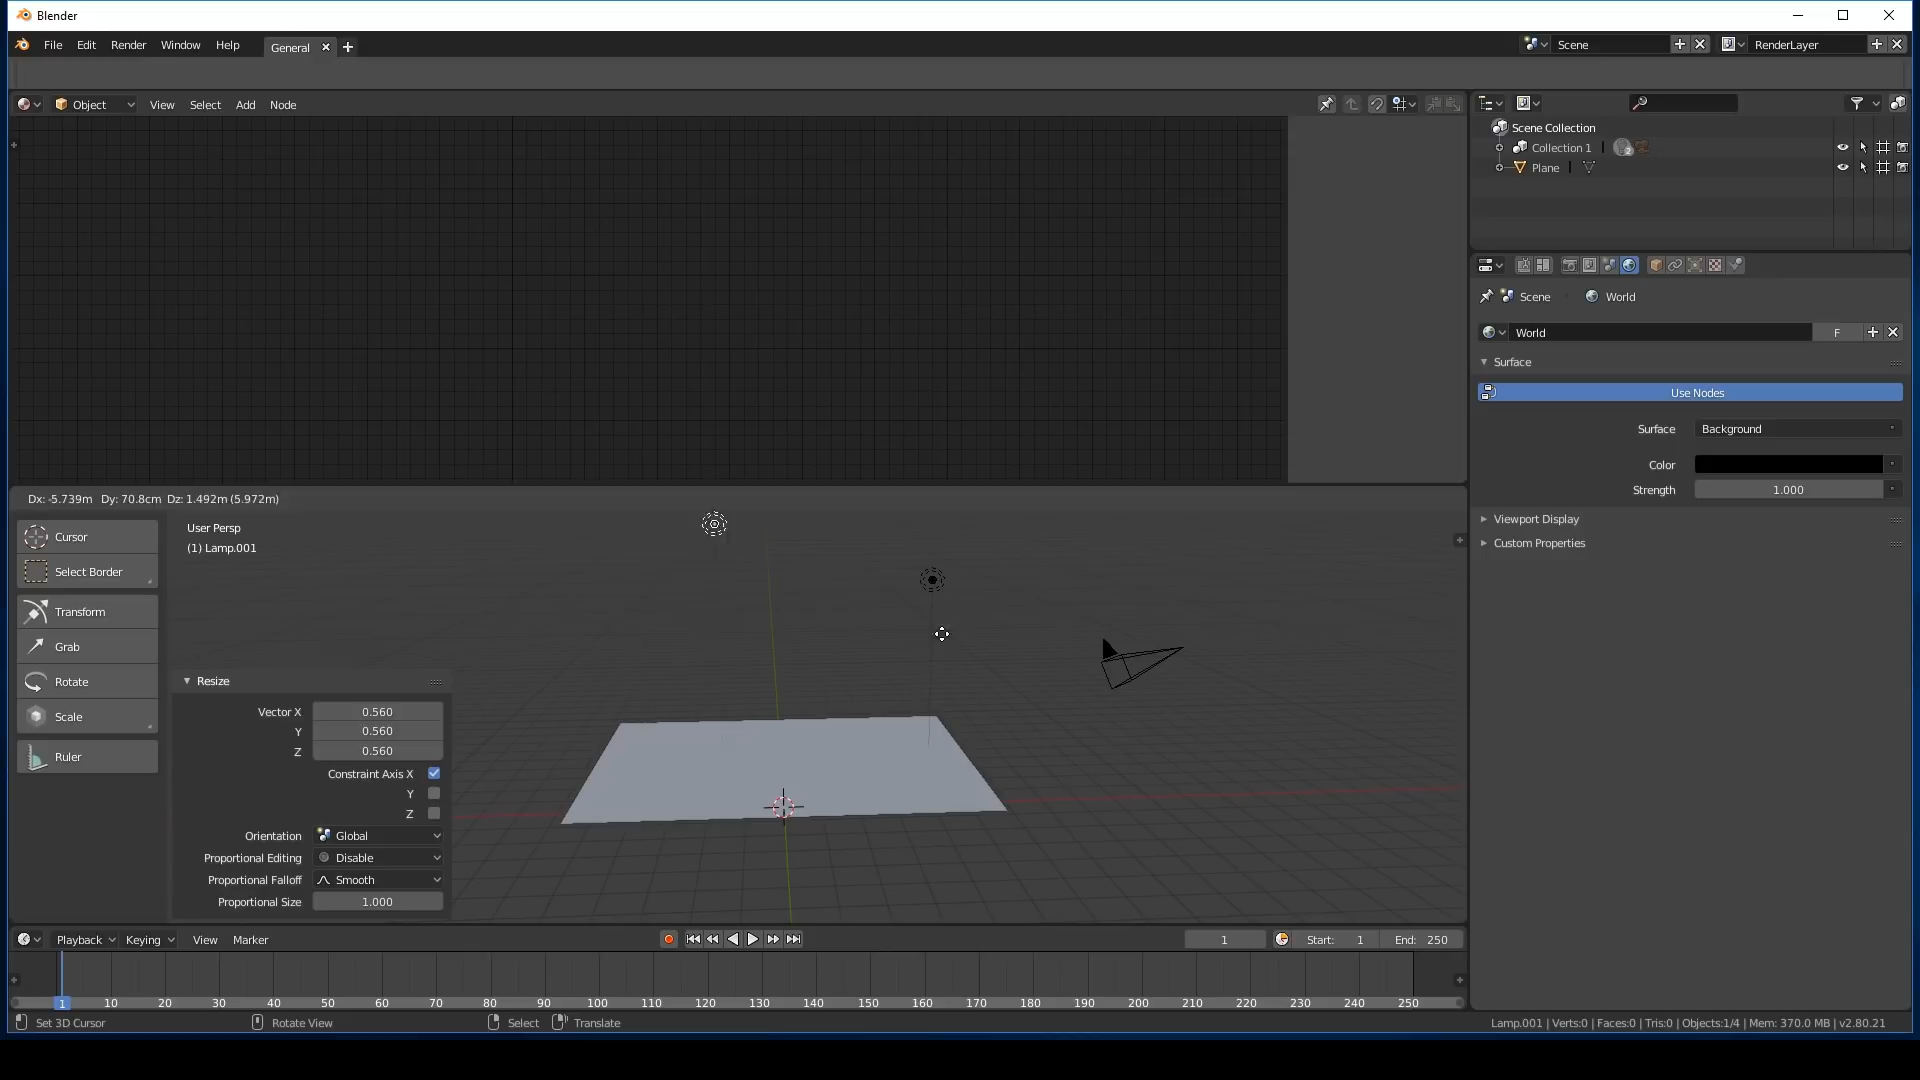 Blender
File Edit Render Window Help General Scene RenderLayer
Object View Select Add Node
Scene Collection
Collection 1 2
Plane
Scene World
World F
Surface
Use Nodes
Surface Background
Color
Strength 1.000
Viewport Display
Custom Properties
Dx: -5.739m Dy: 70.8cm Dz: 1.492m (5.972m)
Cursor
Select Border
Transform
Grab
Rotate
Scale
Ruler
User Persp
(1) Lamp.001
Resize
Vector X 0.560
Y 0.560
Z 0.560
Constraint Axis X
Y
Z
Orientation Global
Proportional Editing Disable
Proportional Falloff Smooth
Proportional Size 1.000
Playback Keying View Marker 1 Start: 1 End: 250
1 10 20 30 40 50 60 70 80 90 100 110 120 130 140 150 160 170 180 190 200 210 220 230 240 250
Set 3D Cursor Rotate View Select Translate Lamp.001 | Verts:0 | Faces:0 | Tris:0 | Objects:1/4 | Mem: 370.0 MB | v2.80.21